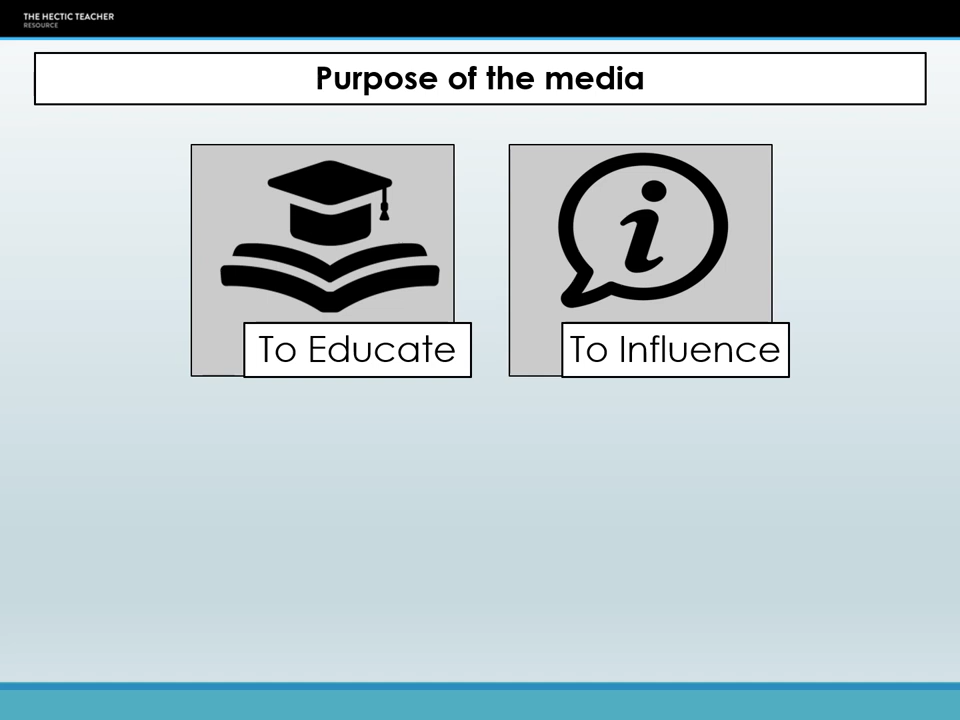 THE HECTIC TEACHER
RESOURCE
Purpose of the media
i
To Educate
To Influence